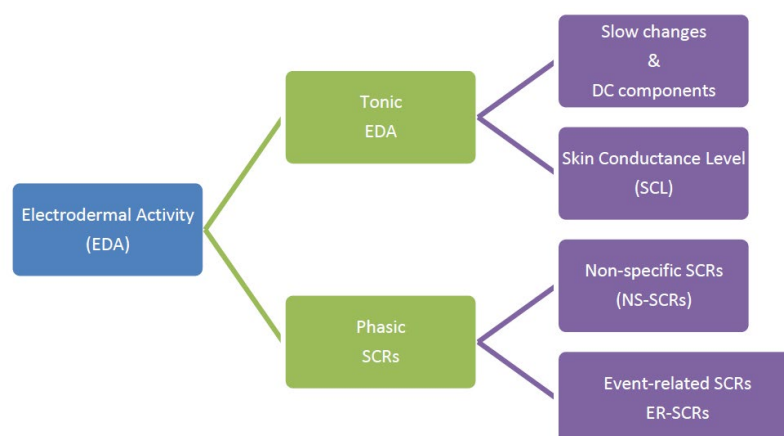 Electrodermal Activity
(EDA)
Tonic
EDA
Slow changes
&
DC components
Skin Conductance Level
(SCL)
Phasic
SCRs
Non-specific SCRs
(NS-SCRs)
Event-related SCRs
ER-SCRs